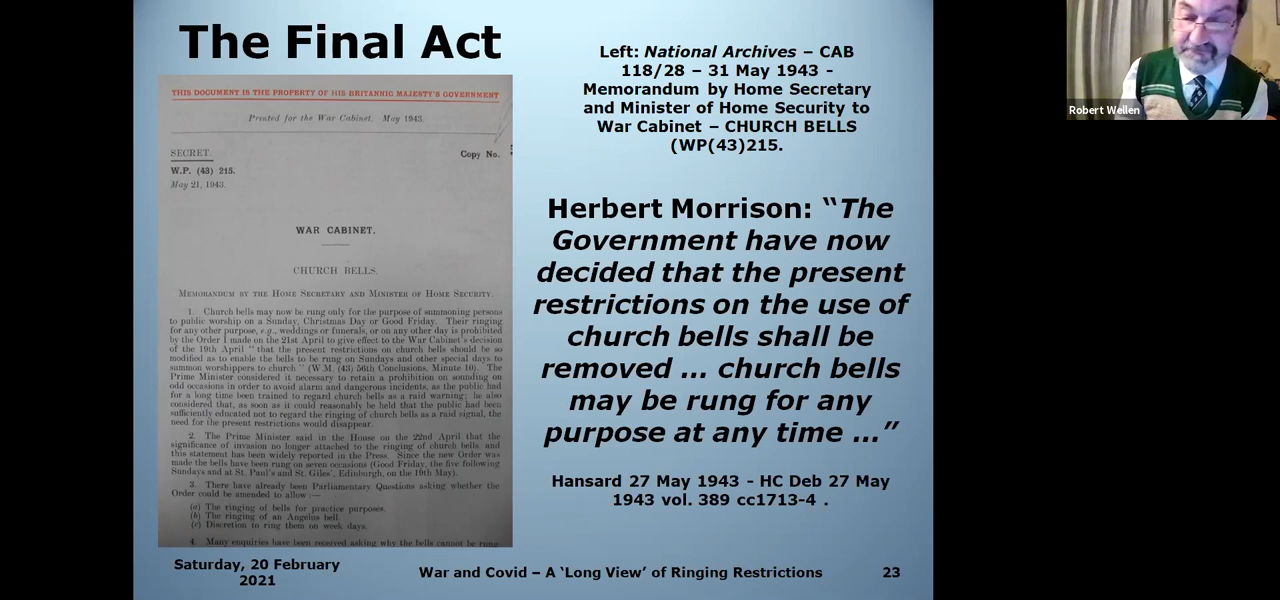 The Final Act
THIS DOCUMENT IS THE PROPERTY OF HIS BRITANNIC MAJESTY'S GOVERNMENT
Printed for the War Cabinet. May 1943.
SECRET.
Copy No.
W.P. (43) 215.
May 21, 1943.
WAR CABINET.
CHURCH BELLS.
MEMORANDUM BY THE HOME SECRETARY AND MINISTER OF HOME SECURITY.
1. Church bells may now be rung only for the purpose of summoning persons
to public worship on a Sunday, Christmas Day or Good Friday. Their ringing
for any other purpose, e.g., weddings or funerals, or on any other day is prohibited
by the Order I made on the 21st April to give effect to the War Cabinet's decision
of the 19th April "that the present restrictions on church bells should be so
modified as to enable the bells to be rung on Sundays and other special days to
summon worshippers to church" (W.M. (43) 56th Conclusions, Minute 10). The
Prime Minister considered it necessary to retain a prohibition on sounding on
odd occasions in order to avoid alarm and dangerous incidents, as the public had
for a long time been trained to regard church bells as a raid warning; he also
considered that, as soon as it could reasonably be held that the public had been
sufficiently educated not to regard the ringing of church bells as a raid signal, the
need for the present restrictions would disappear.
2. The Prime Minister said in the House on the 22nd April that the
significance of invasion no longer attached to the ringing of church bells, and
this statement has been widely reported in the Press. Since the new Order was
made the bells have been rung on seven occasions (Good Friday, the five following
Sundays and at St. Paul's and St. Giles', Edinburgh, on the 19th May).
3. There have already been Parliamentary Questions asking whether the
Order could be amended to allow :—
(a) The ringing of bells for practice purposes.
(b) The ringing of an Angelus bell.
(c) Discretion to ring them on week days.
4. Many enquiries have been received asking why the bells cannot be rung
Left: National Archives – CAB
118/28 – 31 May 1943 -
Memorandum by Home Secretary
and Minister of Home Security to
War Cabinet – CHURCH BELLS
(WP(43)215.
Herbert Morrison: “The
Government have now
decided that the present
restrictions on the use of
church bells shall be
removed … church bells
may be rung for any
purpose at any time …”
Hansard 27 May 1943 - HC Deb 27 May
1943 vol. 389 cc1713-4 .
Saturday, 20 February
2021
War and Covid – A ‘Long View’ of Ringing Restrictions
23
Robert Wellen